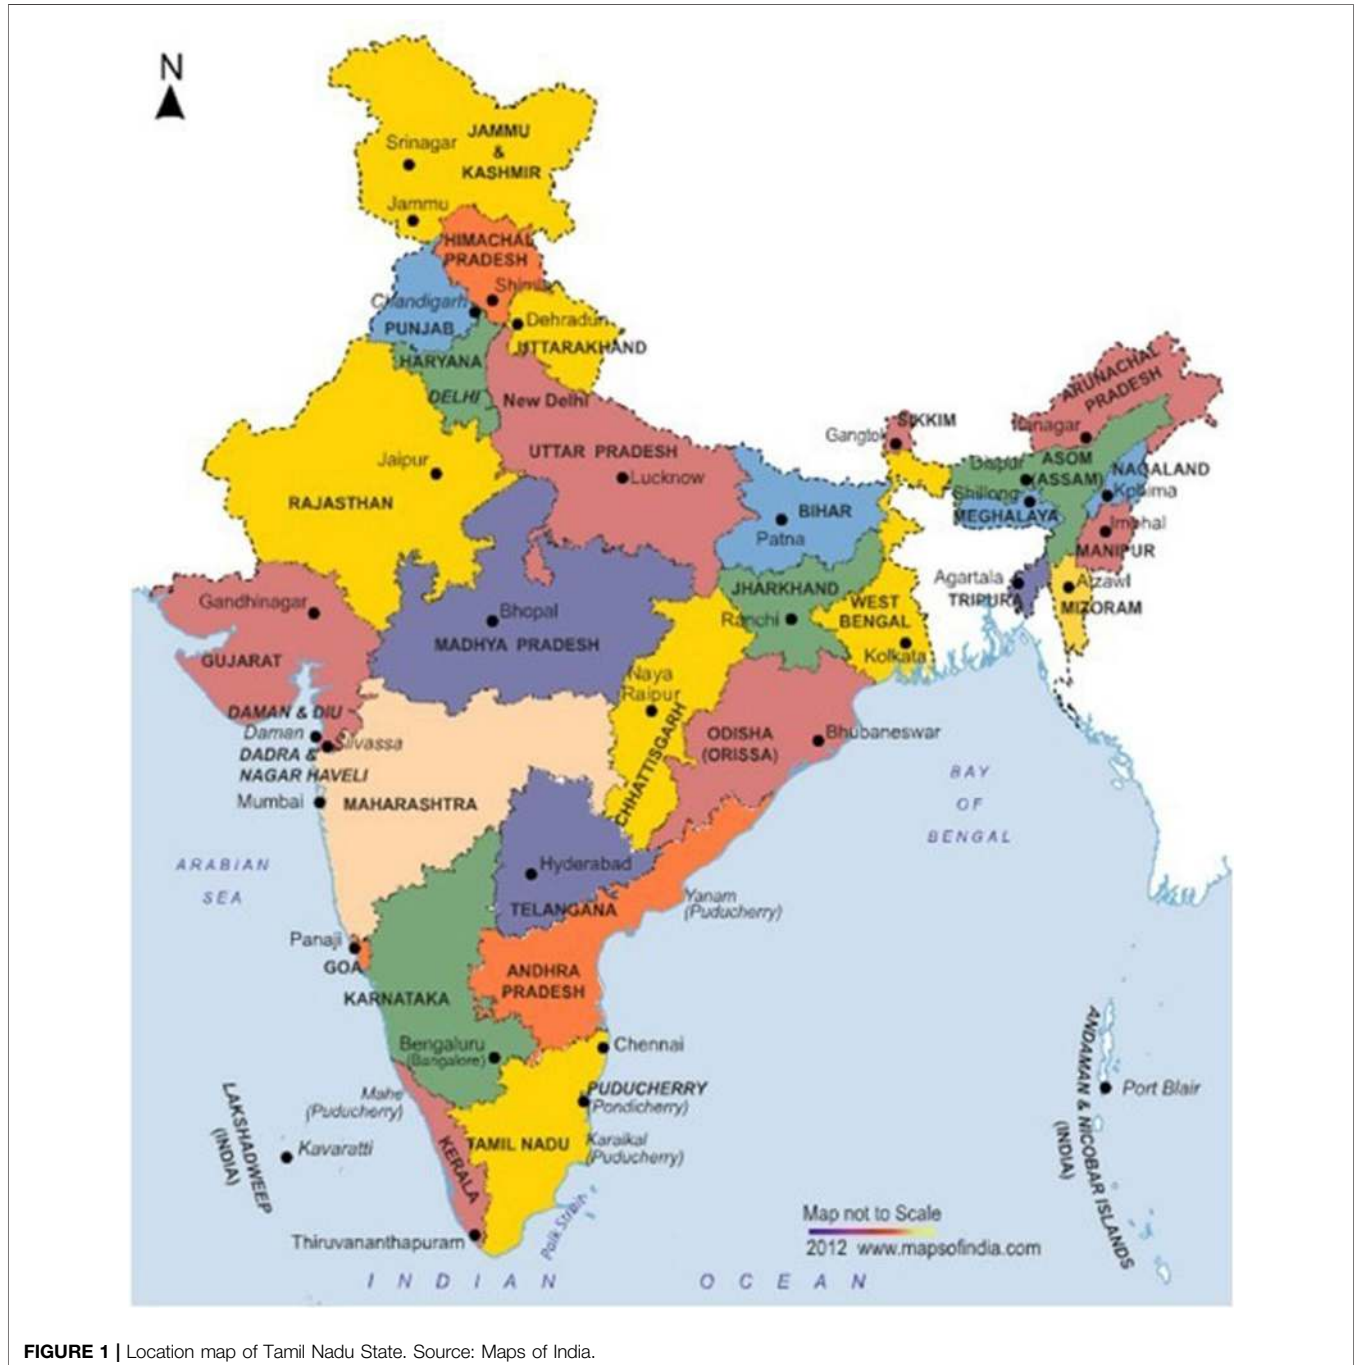 N
JAMMU
&
KASHMIR
Srinagar
Jammu
HIMACHAL
PRADESH
Shimla
Chandigarh
PUNJAB
Dehradun
UTTARAKHAND
HARYANA
DELHI
New Delhi
UTTAR PRADESH
Lucknow
Jaipur
RAJASTHAN
ARUNACHAL
PRADESH
Itanagar
SIKKIM
Gangtok
Dispur
ASOM
(ASSAM)
NAGALAND
Kohima
Shillong
MEGHALAYA
Imphal
MANIPUR
BIHAR
Patna
Agartala
TRIPURA
Aizawl
MIZORAM
JHARKHAND
Ranchi
WEST
BENGAL
Kolkata
Gandhinagar
GUJARAT
Bhopal
MADHYA PRADESH
Naya
Raipur
CHHATTISGARH
ODISHA
(ORISSA)
Bhubaneswar
DAMAN & DIU
Daman
Silvassa
DADRA &
NAGAR HAVELI
Mumbai
MAHARASHTRA
BAY
OF
BENGAL
ARABIAN
SEA
Hyderabad
TELANGANA
Yanam
(Puducherry)
Panaji
GOA
KARNATAKA
ANDHRA
PRADESH
Bengaluru
(Bangalore)
Chennai
Mahe
(Puducherry)
PUDUCHERRY
(Pondicherry)
TAMIL NADU
Karaikal
(Puducherry)
KERALA
LAKSHADWEEP
(INDIA)
Kavaratti
Thiruvananthapuram
Palk Strait
ANDAMAN & NICOBAR ISLANDS
(INDIA)
Port Blair
Map not to Scale
2012 www.mapsofindia.com
INDIAN OCEAN
FIGURE 1 | Location map of Tamil Nadu State. Source: Maps of India.